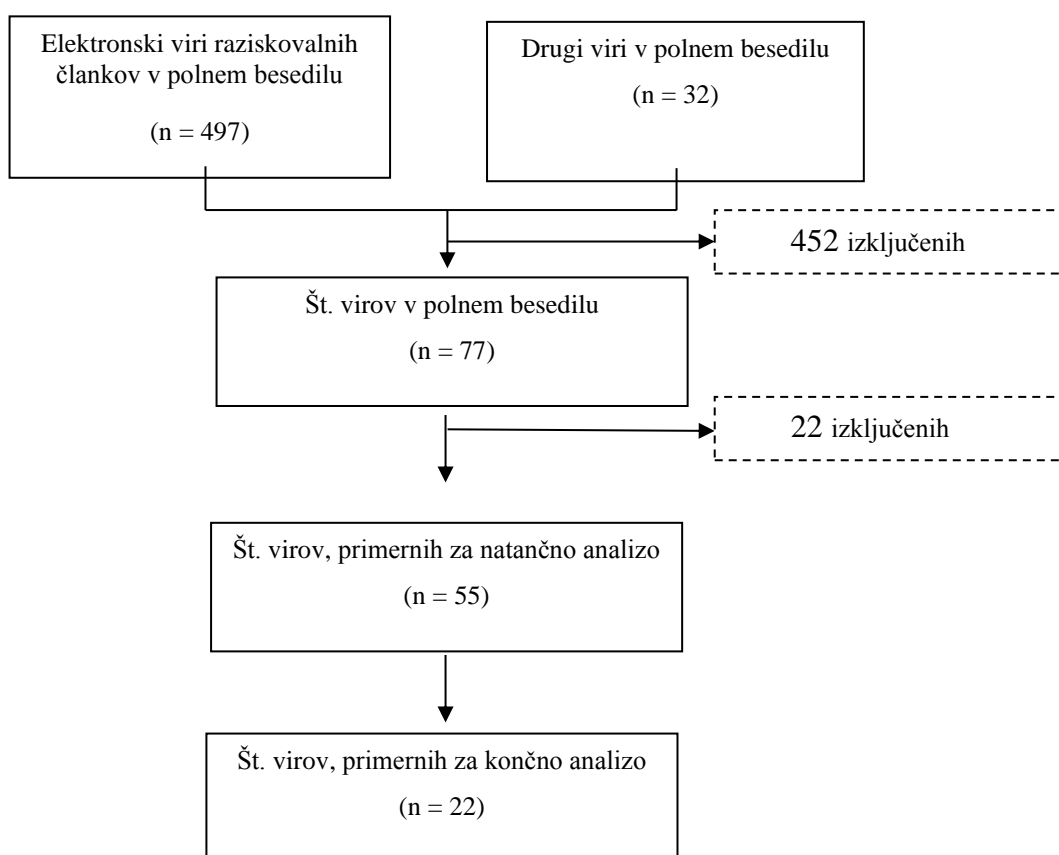 Elektronski viri raziskovalnih
člankov v polnem besedilu
(n = 497)
Drugi viri v polnem besedilu
(n = 32)
452 izključenih
Št. virov v polnem besedilu
(n = 77)
22 izključenih
Št. virov, primernih za natančno analizo
(n = 55)
Št. virov, primernih za končno analizo
(n = 22)